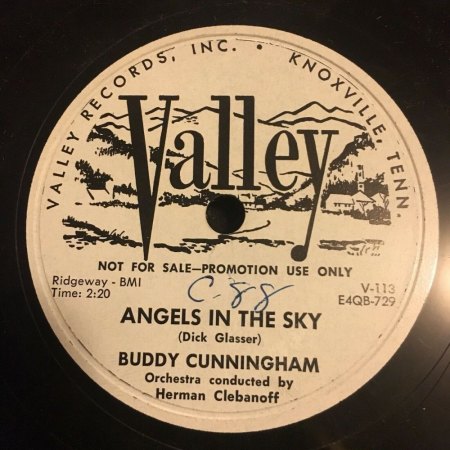 VALLEY RECORDS, INC. • KNOXVILLE, TENN.
Valley
NOT FOR SALE—PROMOTION USE ONLY
Ridgeway - BMI
Time: 2:20
V-113
E4QB-729
ANGELS IN THE SKY
(Dick Glasser)
BUDDY CUNNINGHAM
Orchestra conducted by
Herman Clebanoff